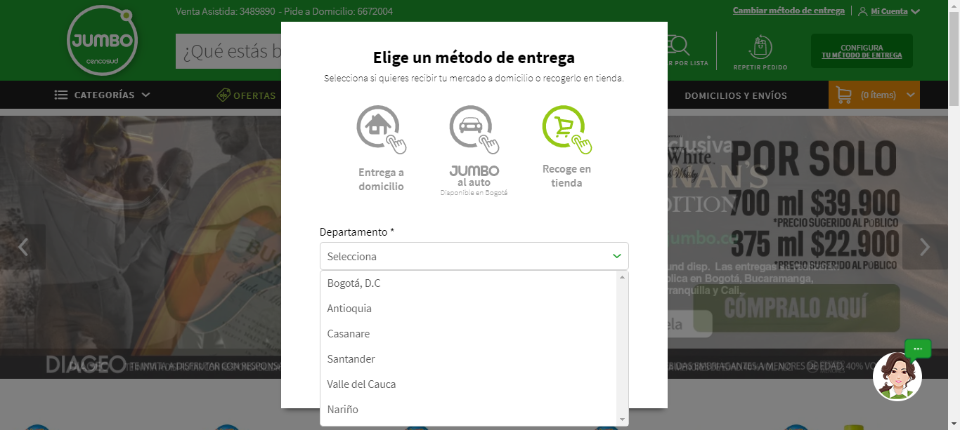 Venta Asistida: 3489890 - Pide a Domicilio: 6672004
Cambiar método de entrega
Mi Cuenta
JUMBO
cencosud
¿Qué estás b
R POR LISTA
REPETIR PEDIDO
CONFIGURA
TU MÉTODO DE ENTREGA
CATEGORÍAS
OFERTAS
DOMICILIOS Y ENVÍOS
(0 ítems)
Elige un método de entrega
Selecciona si quieres recibir tu mercado a domicilio o recogerlo en tienda.
Entrega a
domicilio
JUMBO
al auto
Disponible en Bogotá
Recoge en
tienda
Departamento *
Selecciona
Bogotá, D.C
Antioquia
Casanare
Santander
Valle del Cauca
Nariño
clusiva
White
NAN'S
DITION
POR SOLO
700 ml $39.900
*PRECIO SUGERIDO AL PÚBLICO
375 ml $22.900
*PRECIO SUGERIDO AL PÚBLICO
umbo.co
und disp. Las entregas
plica en Bogotá, Bucaramanga,
rranquilla y Cali.
ela
CÓMPRALO AQUÍ
DIAGEO